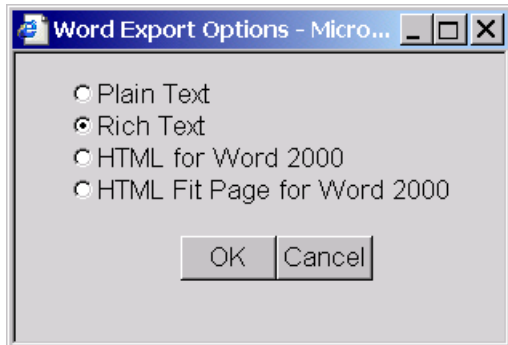 Word Export Options - Micro...
Plain Text
Rich Text
HTML for Word 2000
HTML Fit Page for Word 2000
OK Cancel